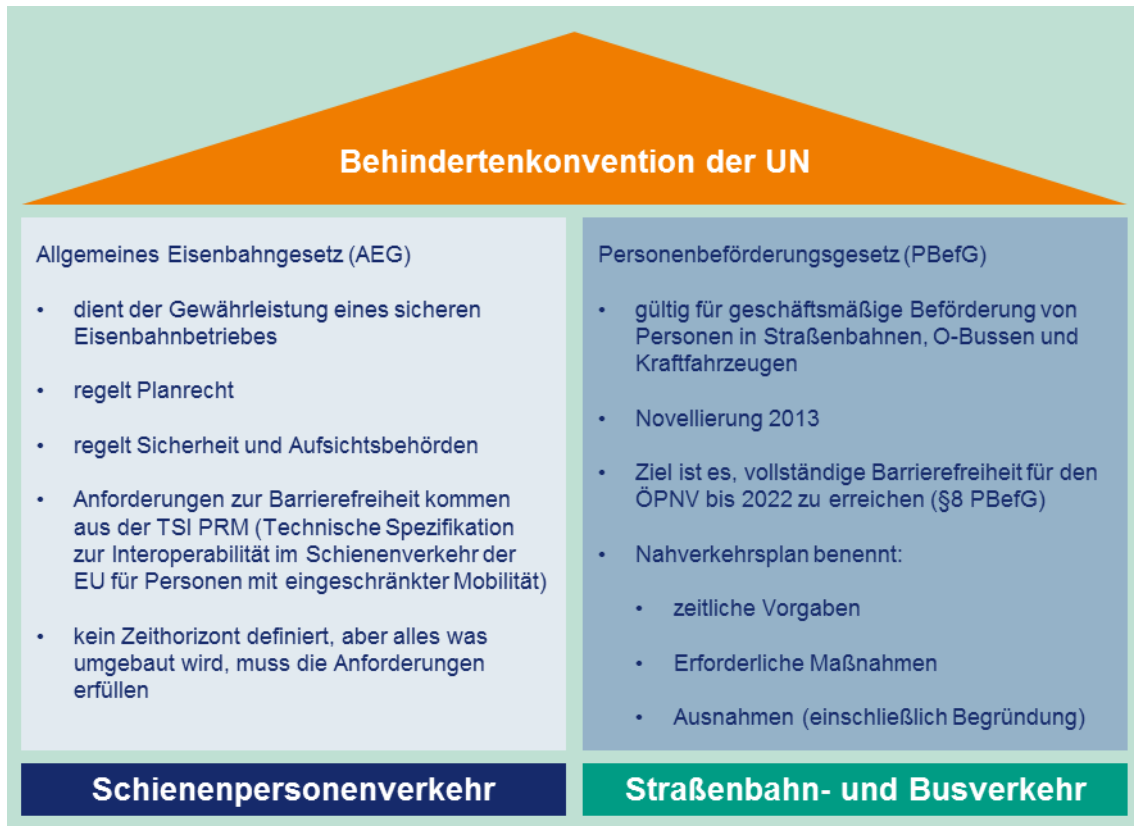 Behindertenkonvention der UN
Allgemeines Eisenbahngesetz (AEG)
• dient der Gewährleistung eines sicheren
Eisenbahnbetriebes
• regelt Planrecht
• regelt Sicherheit und Aufsichtsbehörden
• Anforderungen zur Barrierefreiheit kommen
aus der TSI PRM (Technische Spezifikation
zur Interoperabilität im Schienenverkehr der
EU für Personen mit eingeschränkter Mobilität)
• kein Zeithorizont definiert, aber alles was
umgebaut wird, muss die Anforderungen
erfüllen
Schienenpersonenverkehr
Personenbeförderungsgesetz (PBefG)
• gültig für geschäftsmäßige Beförderung von
Personen in Straßenbahnen, O-Bussen und
Kraftfahrzeugen
• Novellierung 2013
• Ziel ist es, vollständige Barrierefreiheit für den
ÖPNV bis 2022 zu erreichen (§8 PBefG)
• Nahverkehrsplan benennt:
• zeitliche Vorgaben
• Erforderliche Maßnahmen
• Ausnahmen (einschließlich Begründung)
Straßenbahn- und Busverkehr